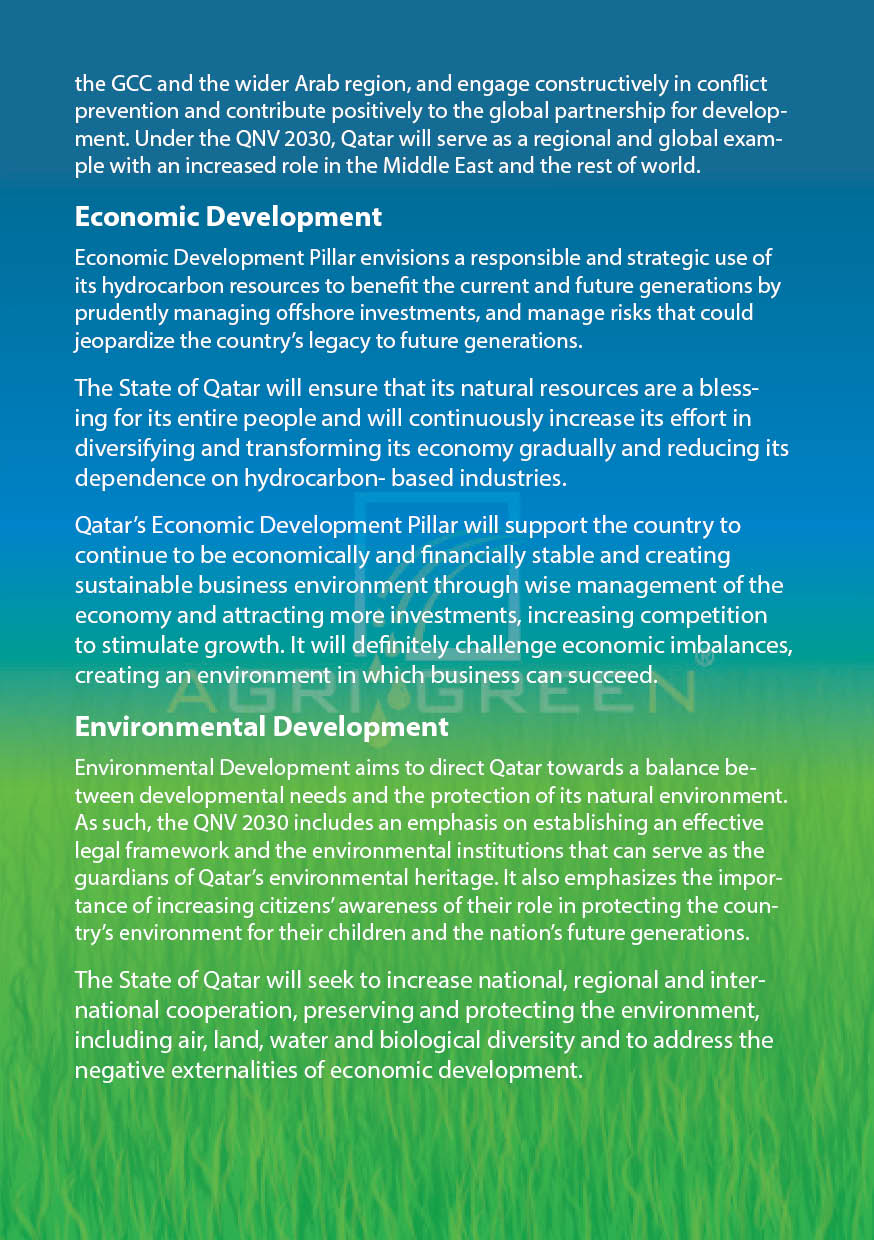 the GCC and the wider Arab region, and engage constructively in conflict
prevention and contribute positively to the global partnership for develop-
ment. Under the QNV 2030, Qatar will serve as a regional and global exam-
ple with an increased role in the Middle East and the rest of world.
Economic Development
Economic Development Pillar envisions a responsible and strategic use of
its hydrocarbon resources to benefit the current and future generations by
prudently managing offshore investments, and manage risks that could
jeopardize the country's legacy to future generations.
The State of Qatar will ensure that its natural resources are a bless-
ing for its entire people and will continuously increase its effort in
diversifying and transforming its economy gradually and reducing its
dependence on hydrocarbon- based industries.
Qatar's Economic Development Pillar will support the country to
continue to be economically and financially stable and creating
sustainable business environment through wise management of the
economy and attracting more investments, increasing competition
to stimulate growth. It will definitely challenge economic imbalances,
creating an environment in which business can succeed.
AGRI GREEN ®
Environmental Development
Environmental Development aims to direct Qatar towards a balance be-
tween developmental needs and the protection of its natural environment.
As such, the QNV 2030 includes an emphasis on establishing an effective
legal framework and the environmental institutions that can serve as the
guardians of Qatar's environmental heritage. It also emphasizes the impor-
tance of increasing citizens' awareness of their role in protecting the coun-
try's environment for their children and the nation's future generations.
The State of Qatar will seek to increase national, regional and inter-
national cooperation, preserving and protecting the environment,
including air, land, water and biological diversity and to address the
negative externalities of economic development.